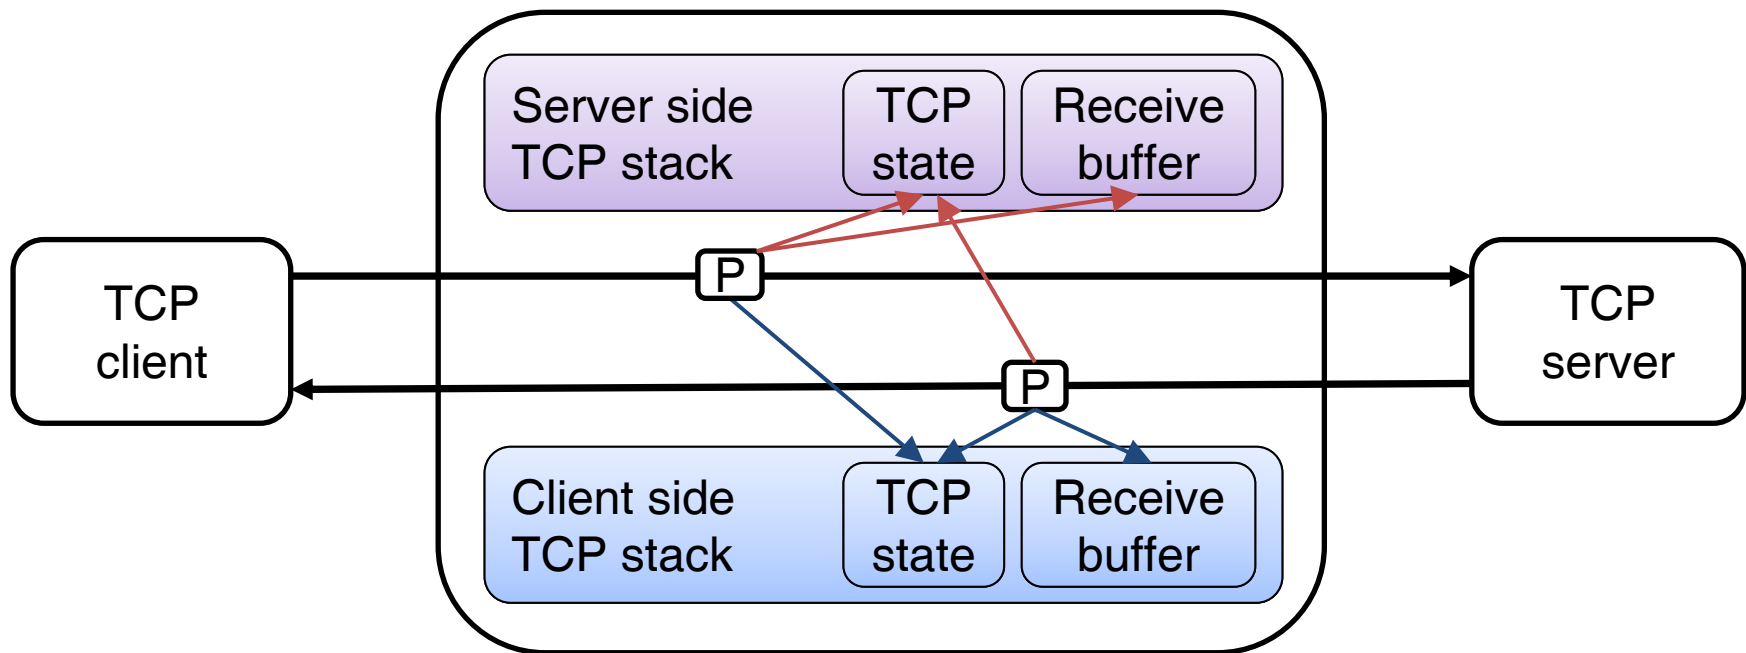 Server side
TCP stack
TCP
state
Receive
buffer
P
TCP
client
TCP
server
P
Client side
TCP stack
TCP
state
Receive
buffer